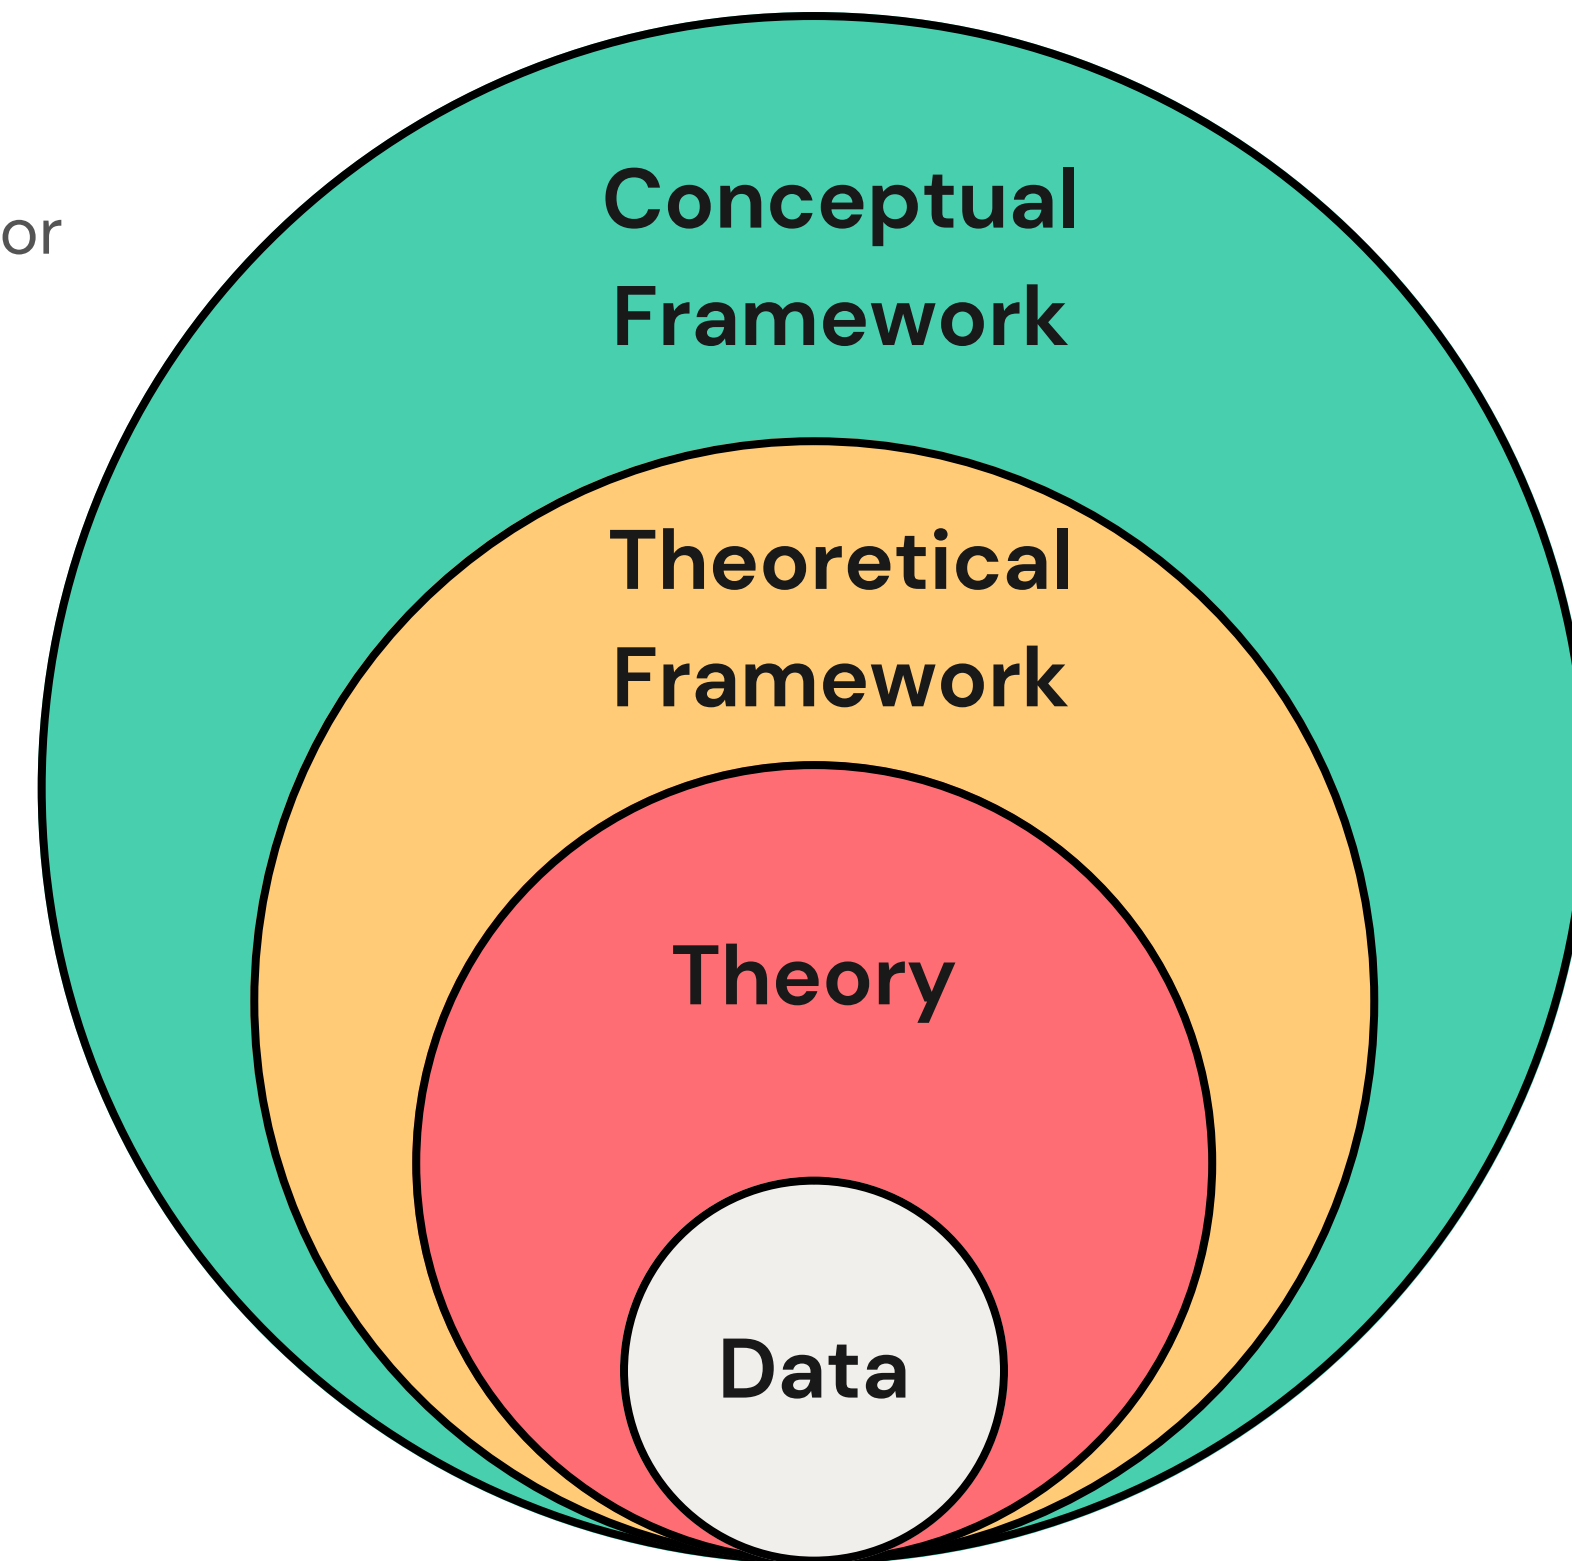 or
Conceptual
Framework
Theoretical
Framework
Theory
Data